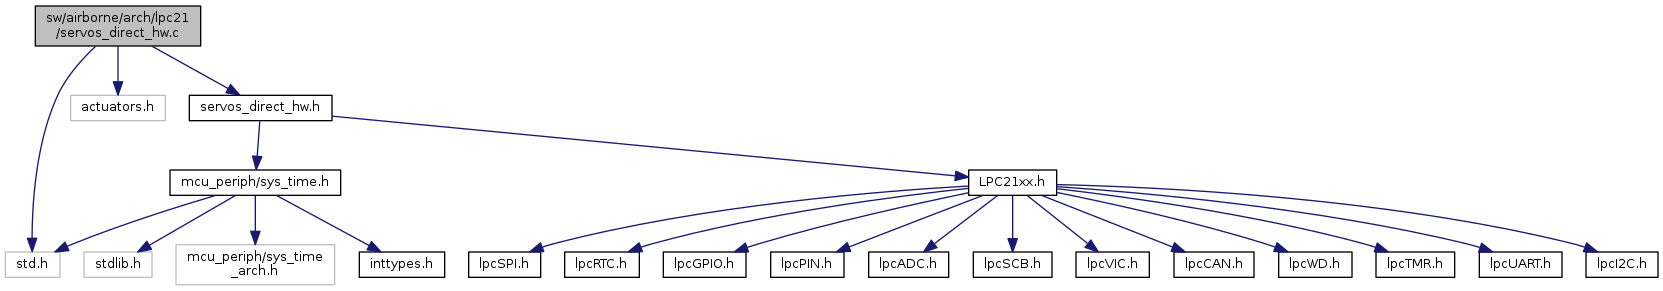 sw/airborne/arch/lpc21
/servos_direct_hw.c
actuators.h
servos_direct_hw.h
mcu_periph/sys_time.h
LPC21xx.h
std.h
stdlib.h
mcu_periph/sys_time
_arch.h
inttypes.h
lpcSPI.h
lpcRTC.h
lpcGPIO.h
lpcPIN.h
lpcADC.h
lpcSCB.h
lpcVIC.h
lpcCAN.h
lpcWD.h
lpcTMR.h
lpcUART.h
lpcI2C.h